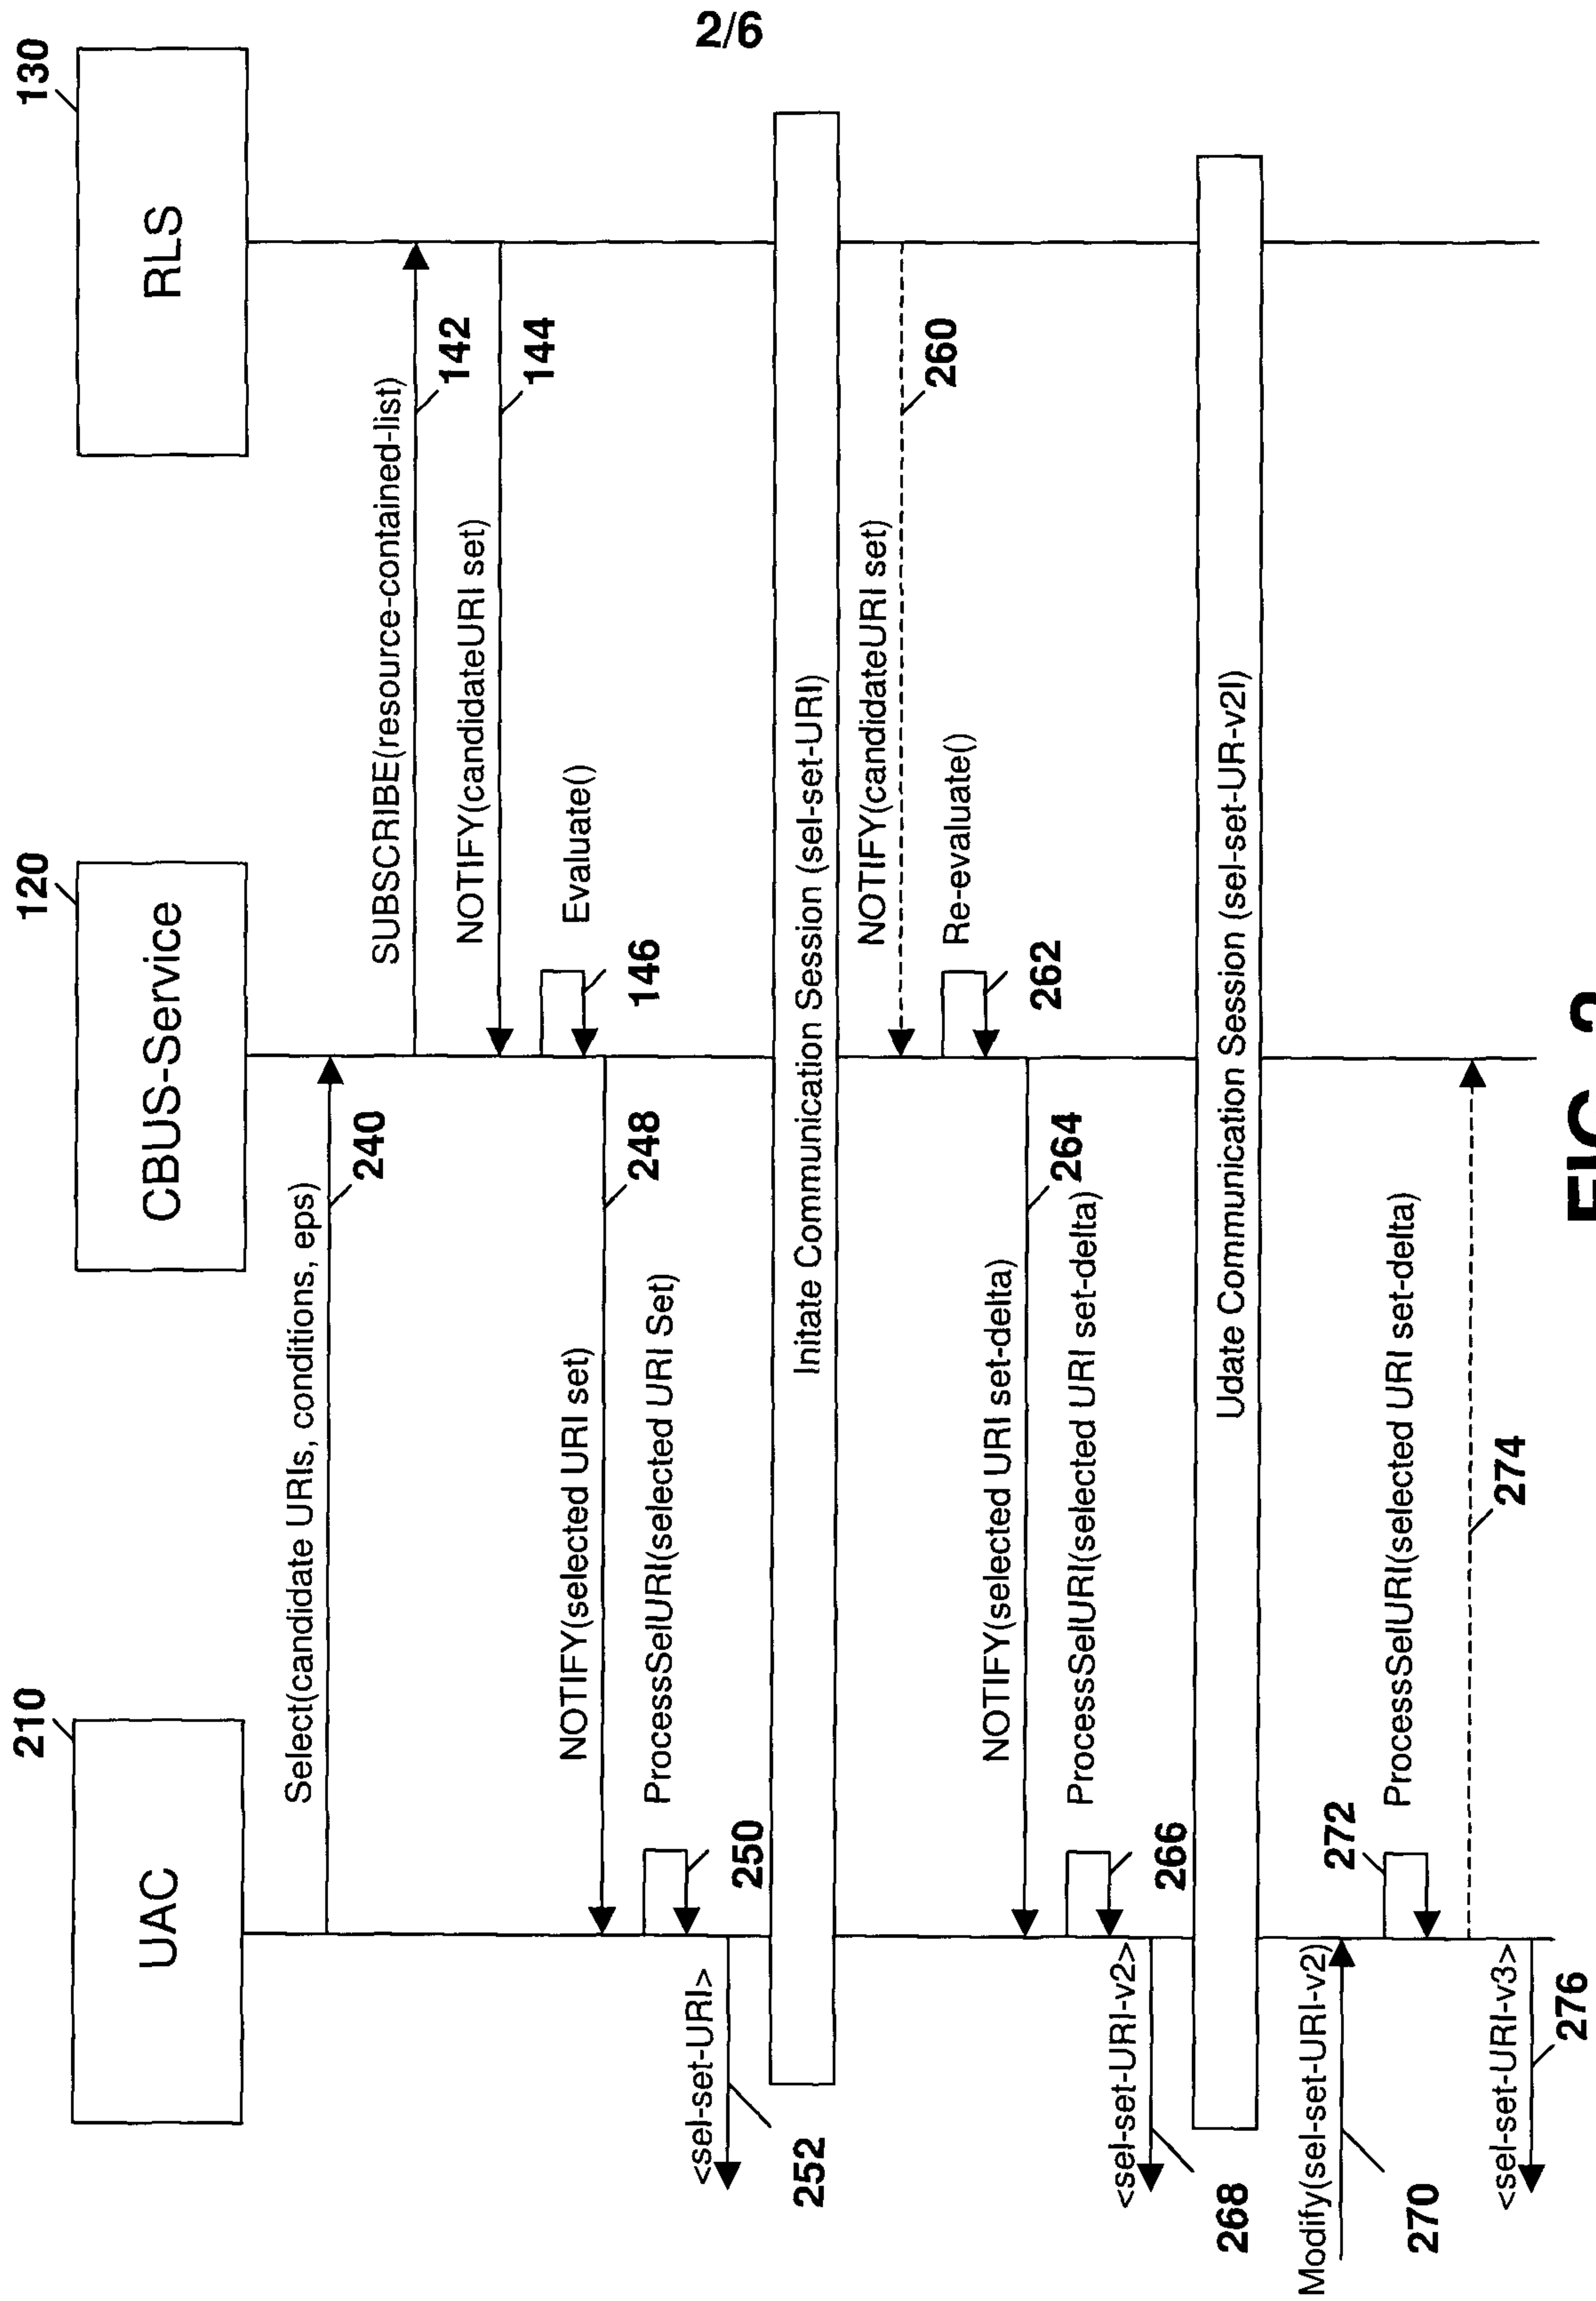 2/6
210
UAC
120
CBUS-Service
130
RLS
Select(candidate URIs, conditions, eps)
240
SUBSCRIBE(resource-contained-list)
142
NOTIFY(candidateURI set)
144
Evaluate()
146
NOTIFY(selected URI set)
248
ProcessSelURI(selected URI Set)
250
<sel-set-URI>
252
Initate Communication Session (sel-set-URI)
NOTIFY(candidateURI set)
260
Re-evaluate()
262
NOTIFY(selected URI set-delta)
264
ProcessSelURI(selected URI set-delta)
266
<sel-set-URI-v2>
268
Udate Communication Session (sel-set-UR-v2I)
Modify(sel-set-URI-v2)
270
272
ProcessSelURI(selected URI set-delta)
274
<sel-set-URI-v3>
276